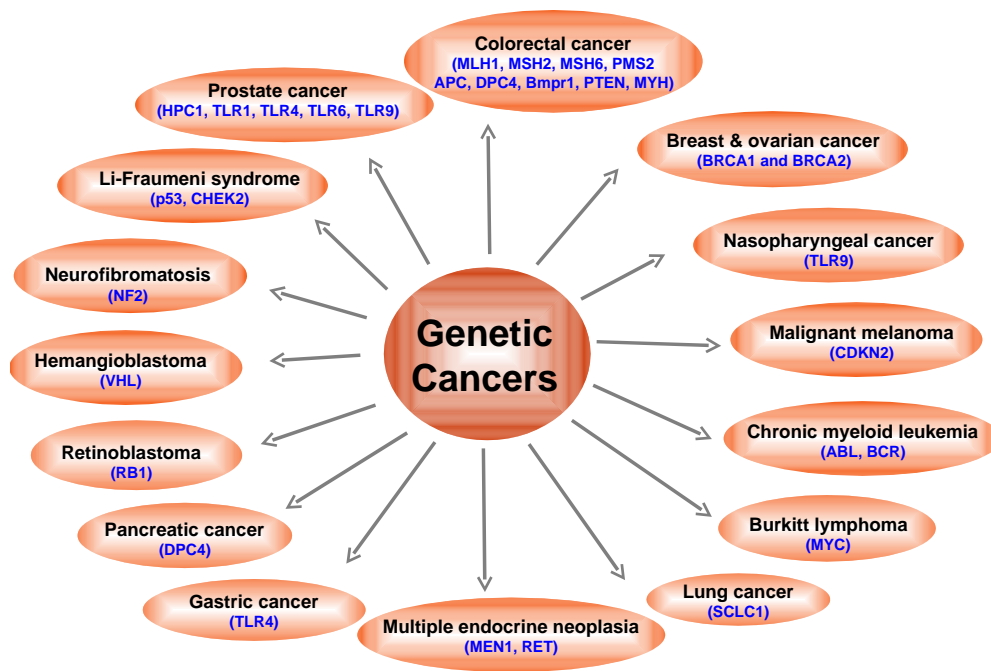 Colorectal cancer
(MLH1, MSH2, MSH6, PMS2
APC, DPC4, Bmpr1, PTEN, MYH)
Prostate cancer
(HPC1, TLR1, TLR4, TLR6, TLR9)
Breast & ovarian cancer
(BRCA1 and BRCA2)
Li-Fraumeni syndrome
(p53, CHEK2)
Nasopharyngeal cancer
(TLR9)
Neurofibromatosis
(NF2)
Genetic
Cancers
Malignant melanoma
(CDKN2)
Hemangioblastoma
(VHL)
Chronic myeloid leukemia
(ABL, BCR)
Retinoblastoma
(RB1)
Burkitt lymphoma
(MYC)
Pancreatic cancer
(DPC4)
Lung cancer
(SCLC1)
Gastric cancer
(TLR4)
Multiple endocrine neoplasia
(MEN1, RET)